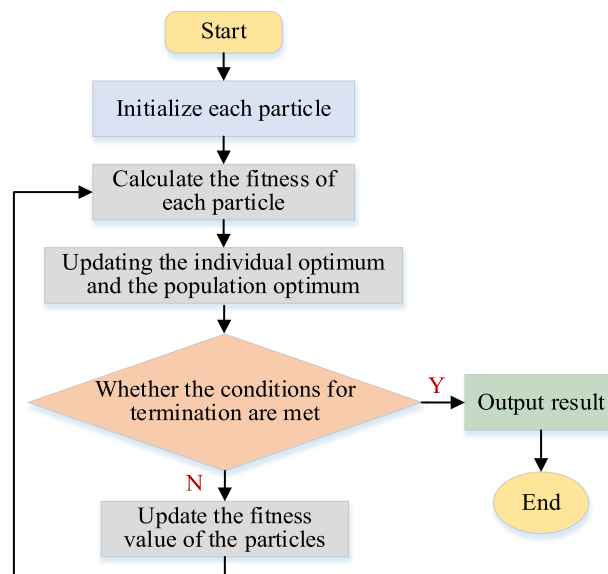 Start
Initialize each particle
Calculate the fitness of
each particle
Updating the individual optimum
and the population optimum
Whether the conditions for
termination are met
Y
Output result
N
End
Update the fitness
value of the particles